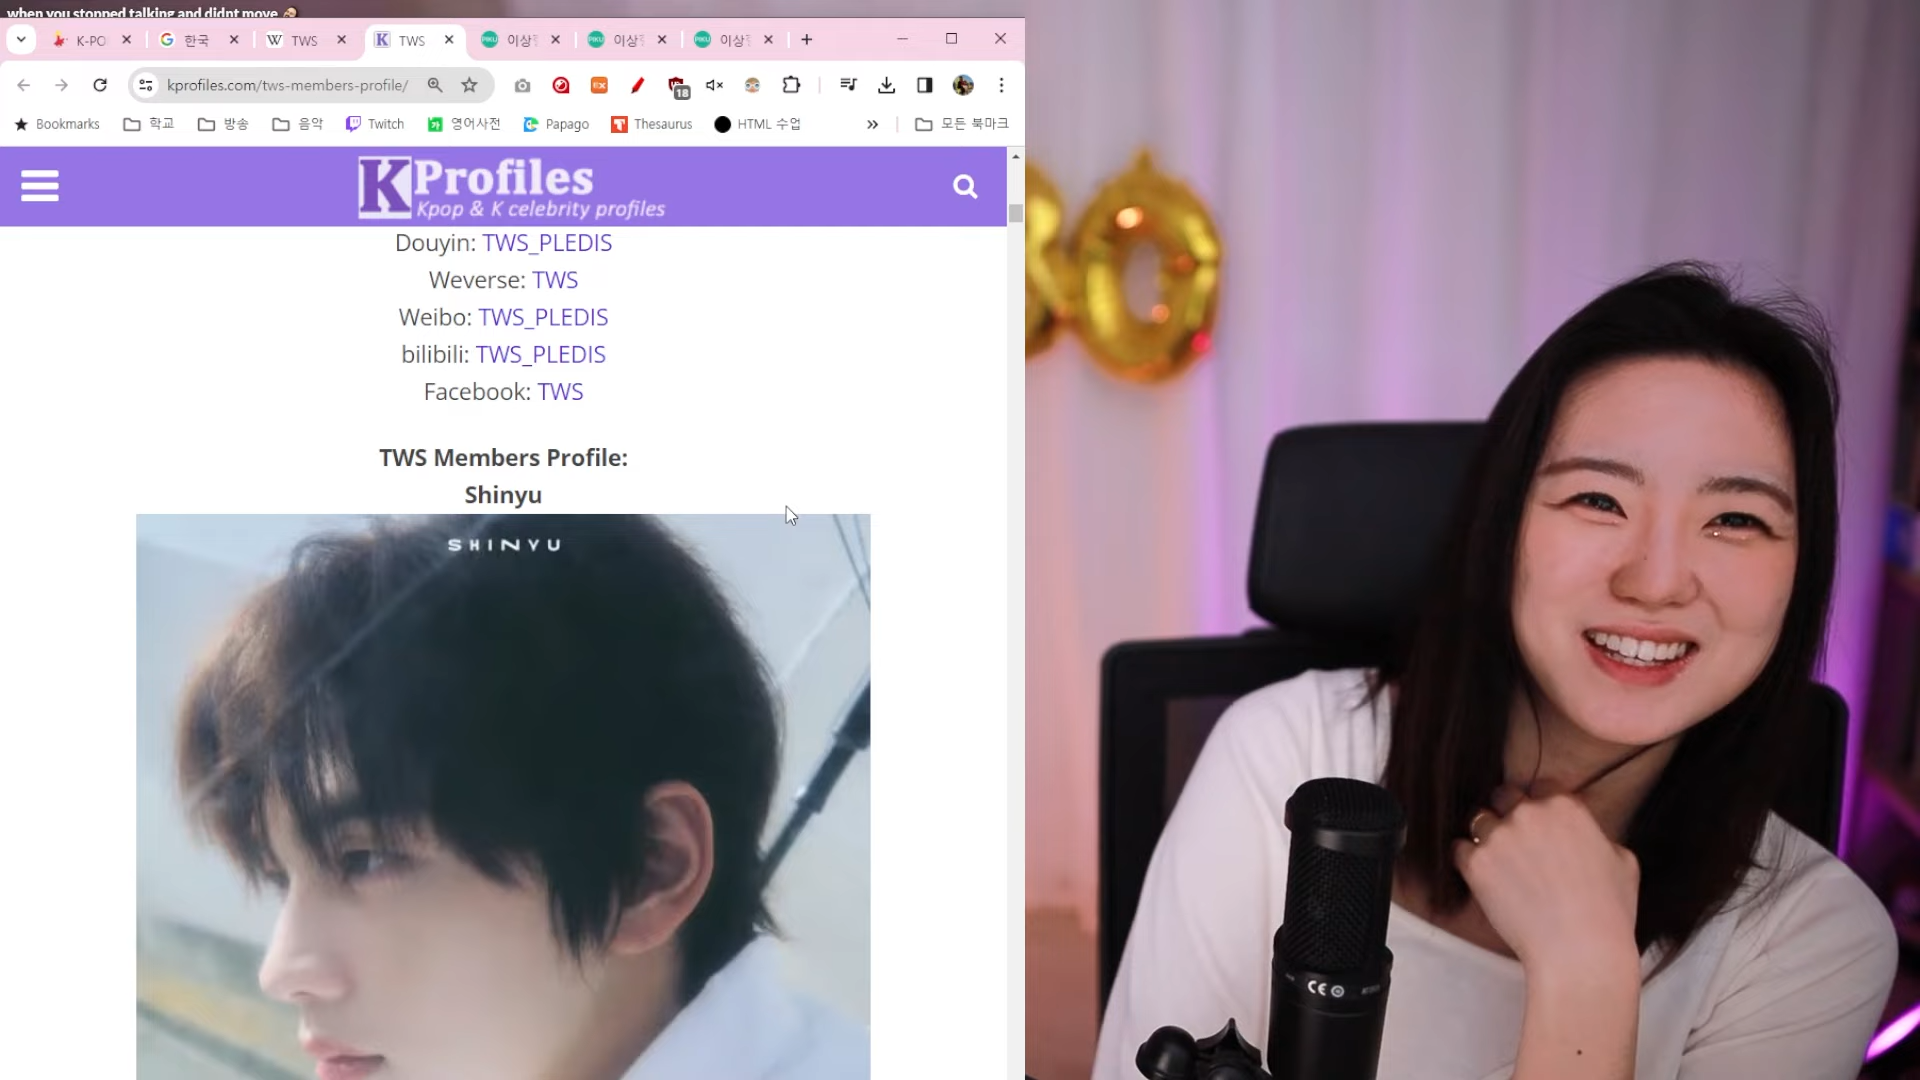 when you stopped talking and didnt move
K-PO
한국
TWS
TWS
이상
이상
이상
kprofiles.com/tws-members-profile/
18
Bookmarks
학교
방송
음악
Twitch
영어사전
Papago
Thesaurus
HTML 수업
모든 북마크
K Profiles
Kpop & K celebrity profiles
Douyin: TWS_PLEDIS
Weverse: TWS
Weibo: TWS_PLEDIS
bilibili: TWS_PLEDIS
Facebook: TWS
TWS Members Profile:
Shinyu
SHINYU